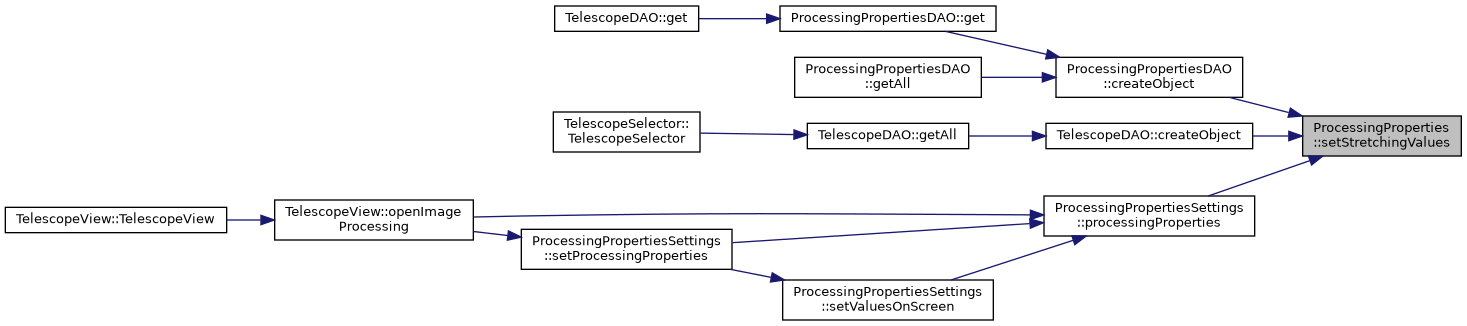 TelescopeDAO::get
ProcessingPropertiesDAO::get
ProcessingPropertiesDAO
::getAll
ProcessingPropertiesDAO
::createObject
TelescopeSelector::
TelescopeSelector
TelescopeDAO::getAll
TelescopeDAO::createObject
ProcessingProperties
::setStretchingValues
TelescopeView::TelescopeView
TelescopeView::openImage
Processing
ProcessingPropertiesSettings
::setProcessingProperties
ProcessingPropertiesSettings
::processingProperties
ProcessingPropertiesSettings
::setValuesOnScreen